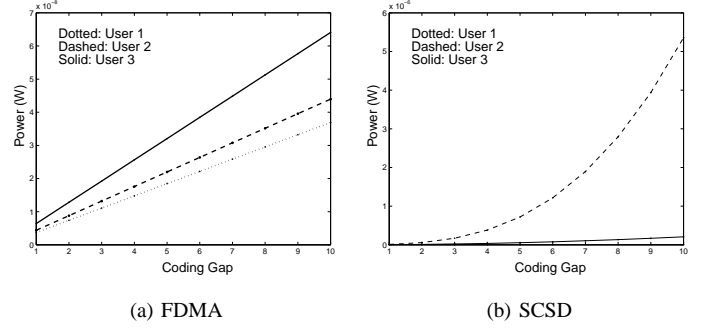 x 10⁻⁸
7
6
5
4
3
2
1
0
1 2 3 4 5 6 7 8 9 10
Coding Gap
Power (W)
Dotted: User 1
Dashed: User 2
Solid: User 3
(a) FDMA
6
5
4
3
2
1
0
1 2 3 4 5 6 7 8 9 10
Coding Gap
Power (W)
Dotted: User 1
Dashed: User 2
Solid: User 3
(b) SCSD